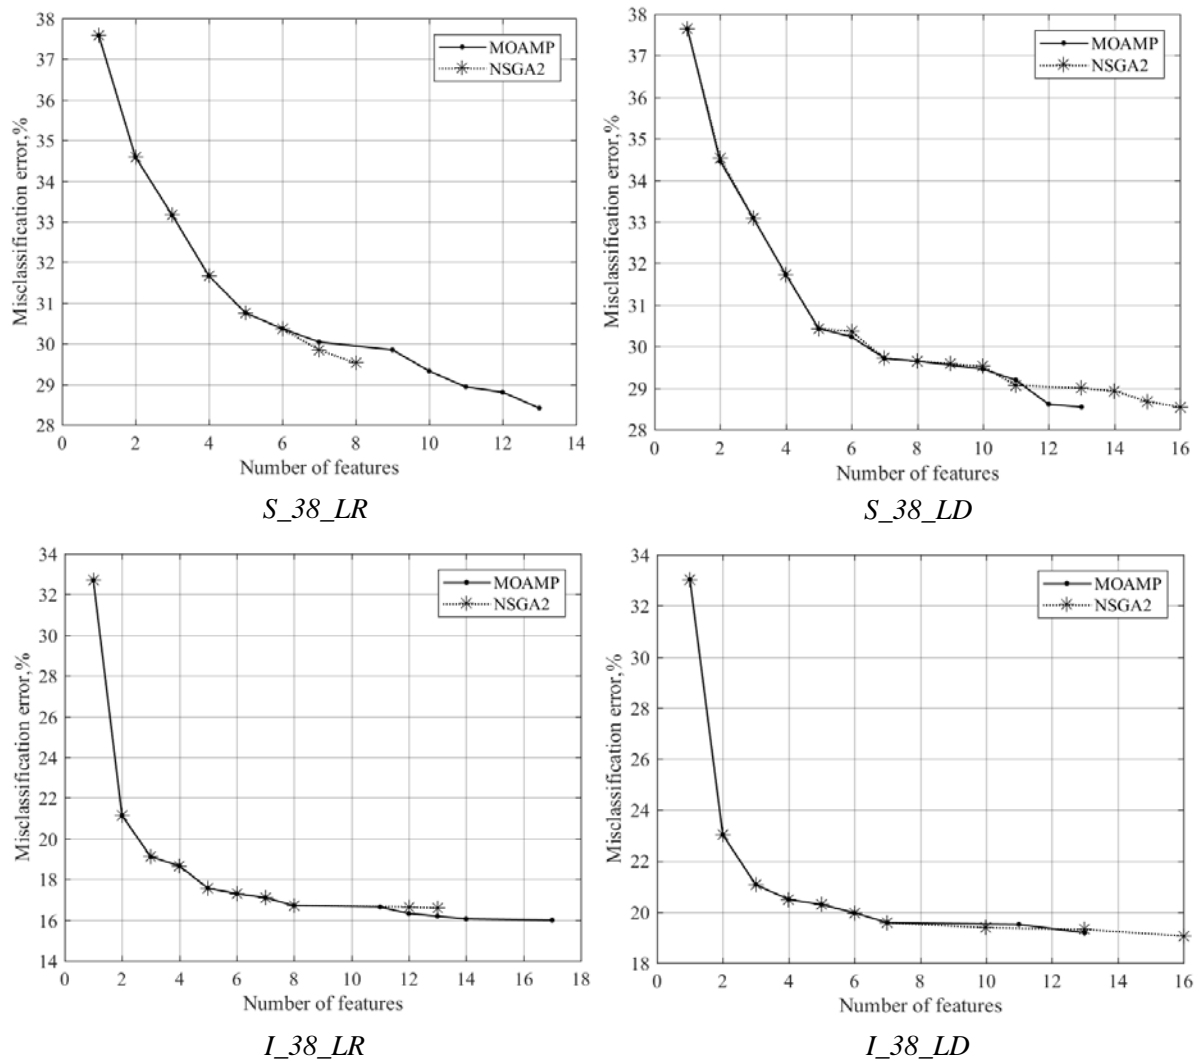 38
37
36
35
34
33
32
31
30
29
28
0 2 4 6 8 10 12 14
Misclassification error,%
Number of features
MOAMP
NSGA2
S_38_LR
38
37
36
35
34
33
32
31
30
29
28
0 2 4 6 8 10 12 14 16
Misclassification error,%
Number of features
MOAMP
NSGA2
S_38_LD
34
32
30
28
26
24
22
20
18
16
14
0 2 4 6 8 10 12 14 16 18
Misclassification error,%
Number of features
MOAMP
NSGA2
I_38_LR
34
32
30
28
26
24
22
20
18
0 2 4 6 8 10 12 14 16
Misclassification error,%
Number of features
MOAMP
NSGA2
I_38_LD